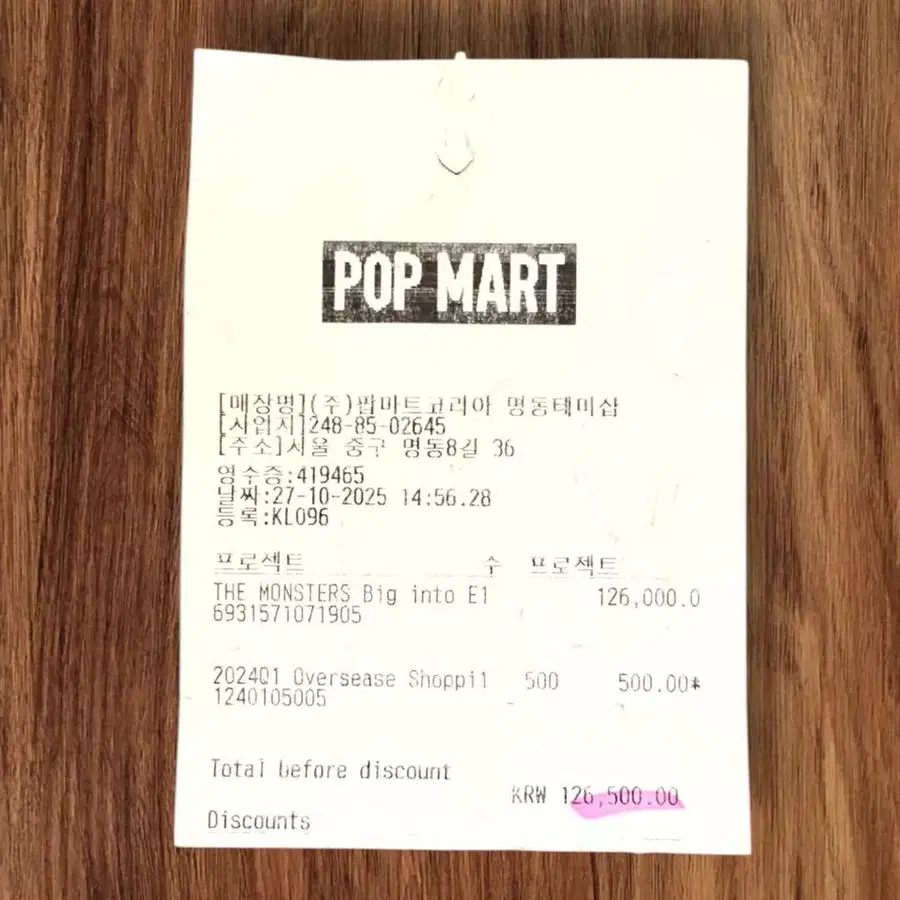 POP MART
[매장명](주)팝마트코리아 명동테마샵
[사업지]248-85-02645
[주소]서울 중구 명동8길 36
영수증:419465
날짜:27-10-2025 14:56.28
등록:KL096
프로젝트 수 프로젝트
THE MONSTERS Big into E1 126,000.0
6931571071905
2024Q1 Oversease Shoppi1 500 500.00*
1240105005
Total before discount
KRW 126,500.00
Discounts